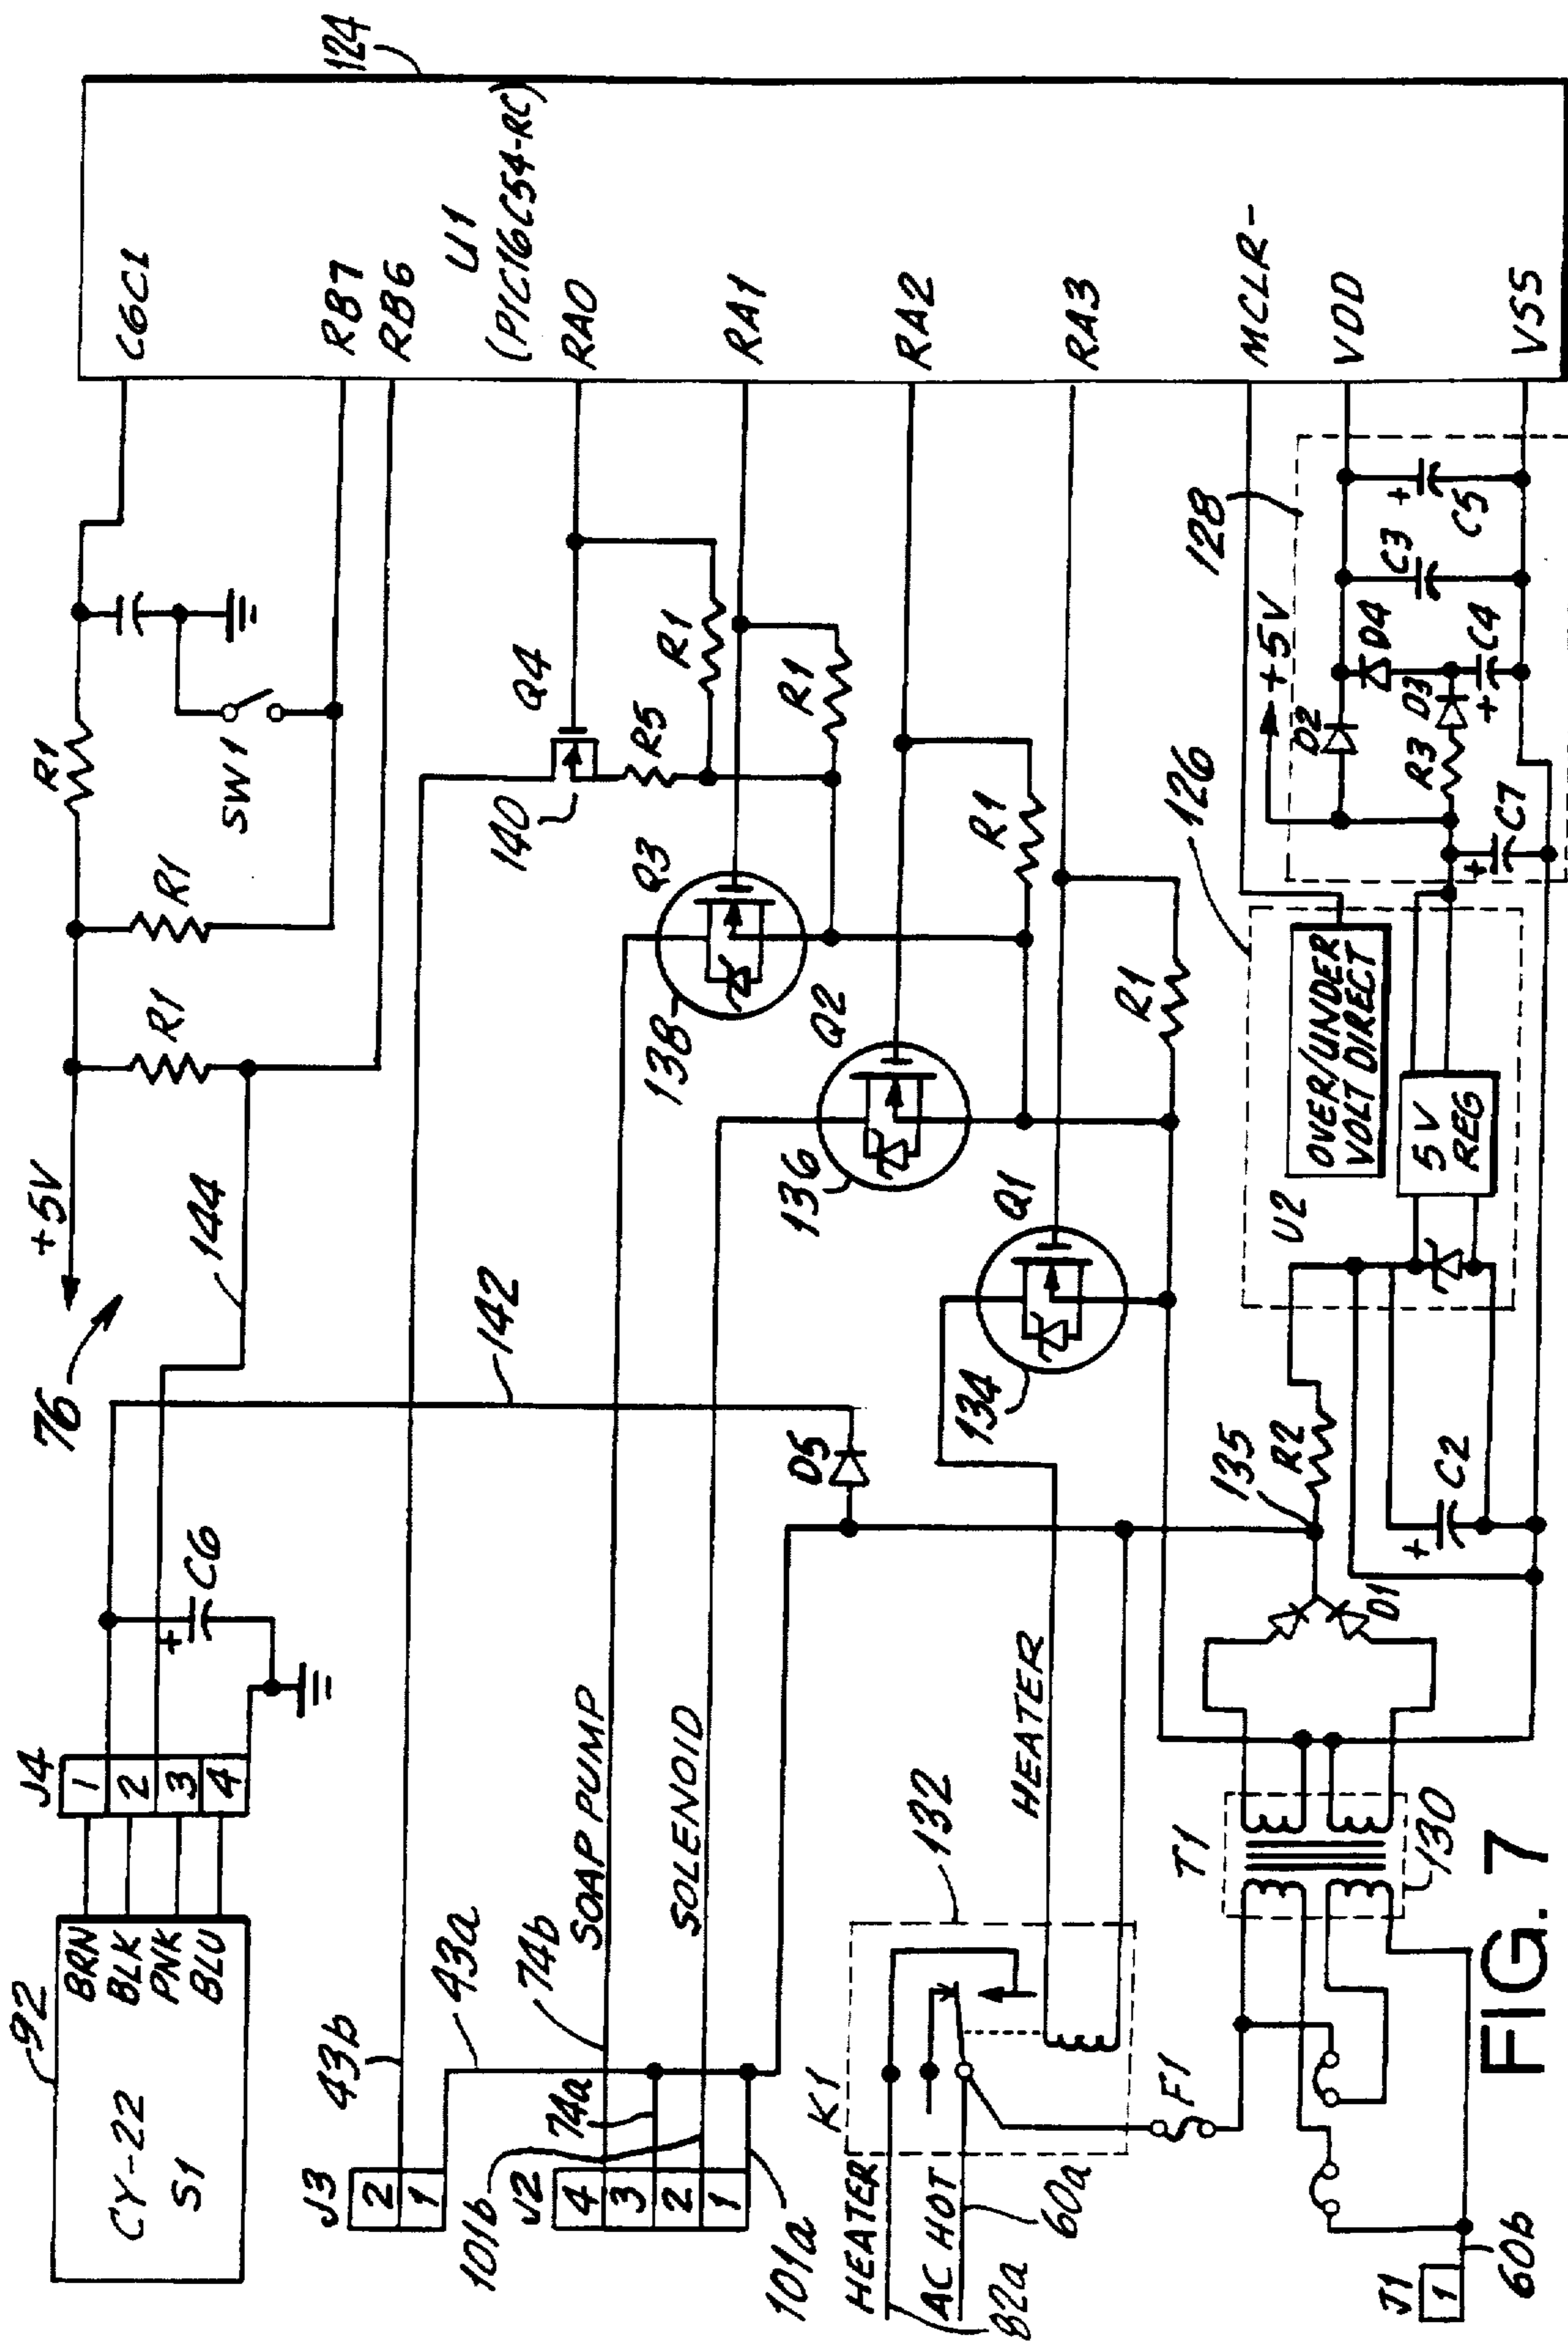 124
C6C1
RB7
RB6
U1
(PIC16C54-RC)
RA0
RA1
RA2
RA3
MCLR-
VDD
VSS
R1
SW1
R1
R1
+5V
76
144
142
Q4
140
R5
R1
R1
Q3
138
R1
Q2
136
R1
Q1
134
128
+5V
D2
D4
C3
+
C5
D3
R3
+
C4
+
C7
126
OVER/UNDER
VOLT DIRECT
5V
REG
U2
135
R2
+
C2
D1
D5
+
C6
92
CY-22
S1
BRN
BLK
PNK
BLU
J4
1
2
3
4
43b
43a
J3
2
1
SOAP PUMP
74b
SOLENOID
74a
101b
J2
4
3
2
1
101a
HEATER
132
K1
HEATER
AC HOT
82a
60a
F1
T1
130
J1
1
60b
FIG. 7